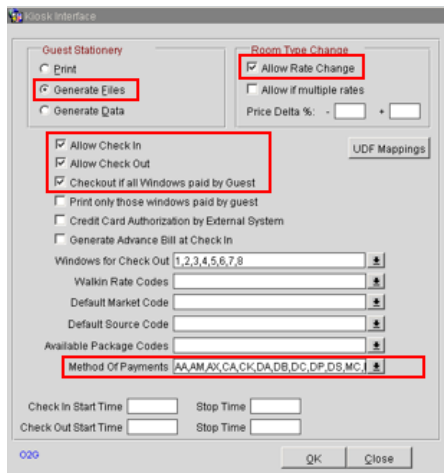 Kiosk Interface
Guest Stationery
Print
Generate Files
Generate Data
Room Type Change
Allow Rate Change
Allow if multiple rates
Price Delta %: - +
Allow Check In
Allow Check Out
Checkout if all Windows paid by Guest
UDF Mappings
Print only those windows paid by guest
Credit Card Authorization by External System
Generate Advance Bill at Check In
Windows for Check Out 1,2,3,4,5,6,7,8
Walkin Rate Codes
Default Market Code
Default Source Code
Available Package Codes
Method Of Payments AA,AM,AX,CA,CK,DA,DB,DC,DP,DS,MC,
Check In Start Time Stop Time
Check Out Start Time Stop Time
O2G OK Close